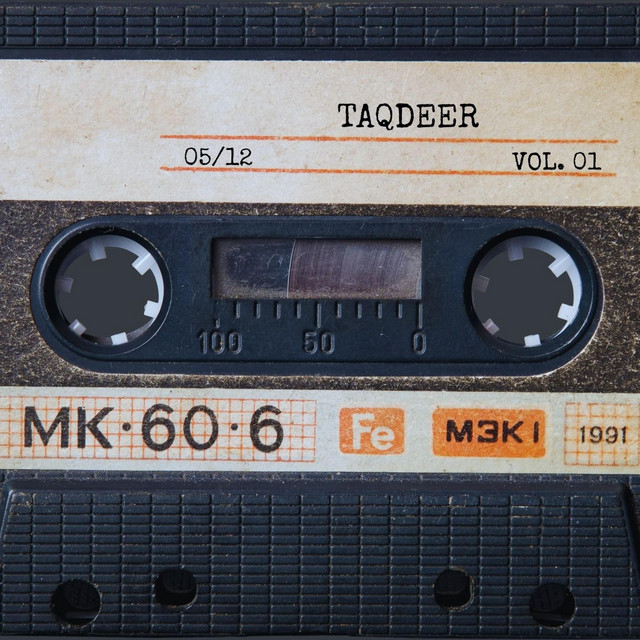 TAQDEER
05/12 VOL. 01
100 50 0
MK·60·6 Fe МЭКI 1991